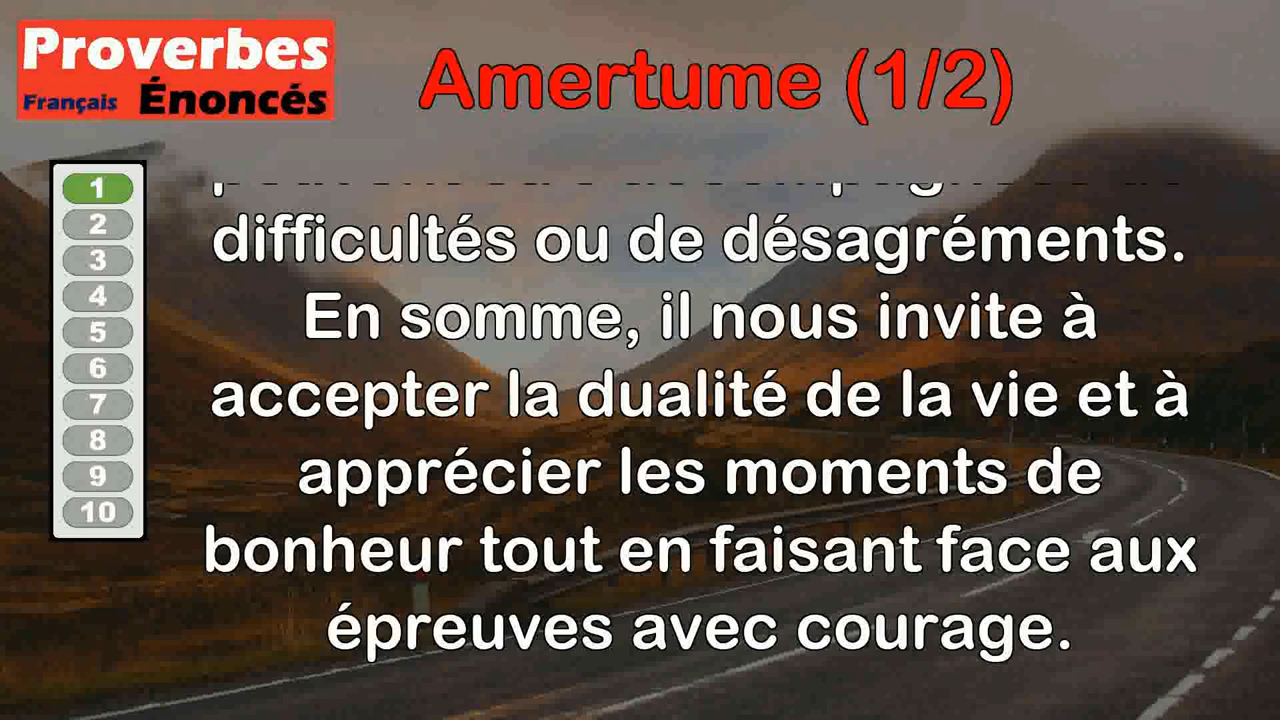 Proverbes
Français Énoncés
Amertume (1/2)
1
2
3
4
5
6
7
8
9
10
difficultés ou de désagréments.
En somme, il nous invite à
accepter la dualité de la vie et à
apprécier les moments de
bonheur tout en faisant face aux
épreuves avec courage.